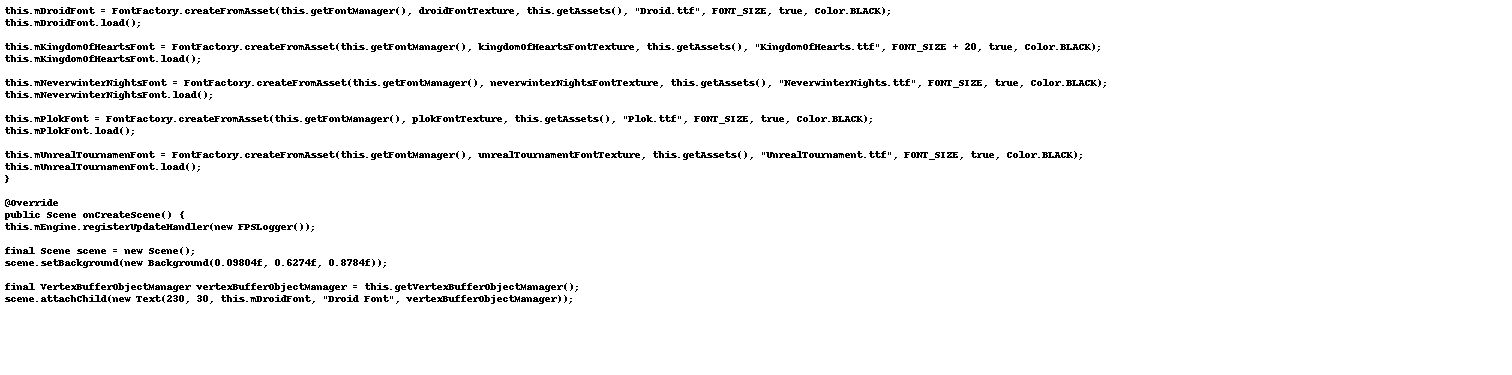 this.mDroidFont = FontFactory.createFromAsset(this.getFontManager(), droidFontTexture, this.getAssets(), "Droid.ttf", FONT_SIZE, true, Color.BLACK);
this.mDroidFont.load();
this.mKingdomOfHeartsFont = FontFactory.createFromAsset(this.getFontManager(), kingdomOfHeartsFontTexture, this.getAssets(), "KingdomOfHearts.ttf", FONT_SIZE + 20, true, Color.BLACK);
this.mKingdomOfHeartsFont.load();
this.mNeverwinterNightsFont = FontFactory.createFromAsset(this.getFontManager(), neverwinterNightsFontTexture, this.getAssets(), "NeverwinterNights.ttf", FONT_SIZE, true, Color.BLACK);
this.mNeverwinterNightsFont.load();
this.mPlokFont = FontFactory.createFromAsset(this.getFontManager(), plokFontTexture, this.getAssets(), "Plok.ttf", FONT_SIZE, true, Color.BLACK);
this.mPlokFont.load();
this.mUnrealTournamenFont = FontFactory.createFromAsset(this.getFontManager(), unrealTournamentFontTexture, this.getAssets(), "UnrealTournament.ttf", FONT_SIZE, true, Color.BLACK);
this.mUnrealTournamenFont.load();
}
@Override
public Scene onCreateScene() {
this.mEngine.registerUpdateHandler(new FPSLogger());
final Scene scene = new Scene();
scene.setBackground(new Background(0.09804f, 0.6274f, 0.8784f));
final VertexBufferObjectManager vertexBufferObjectManager = this.getVertexBufferObjectManager();
scene.attachChild(new Text(230, 30, this.mDroidFont, "Droid Font", vertexBufferObjectManager));